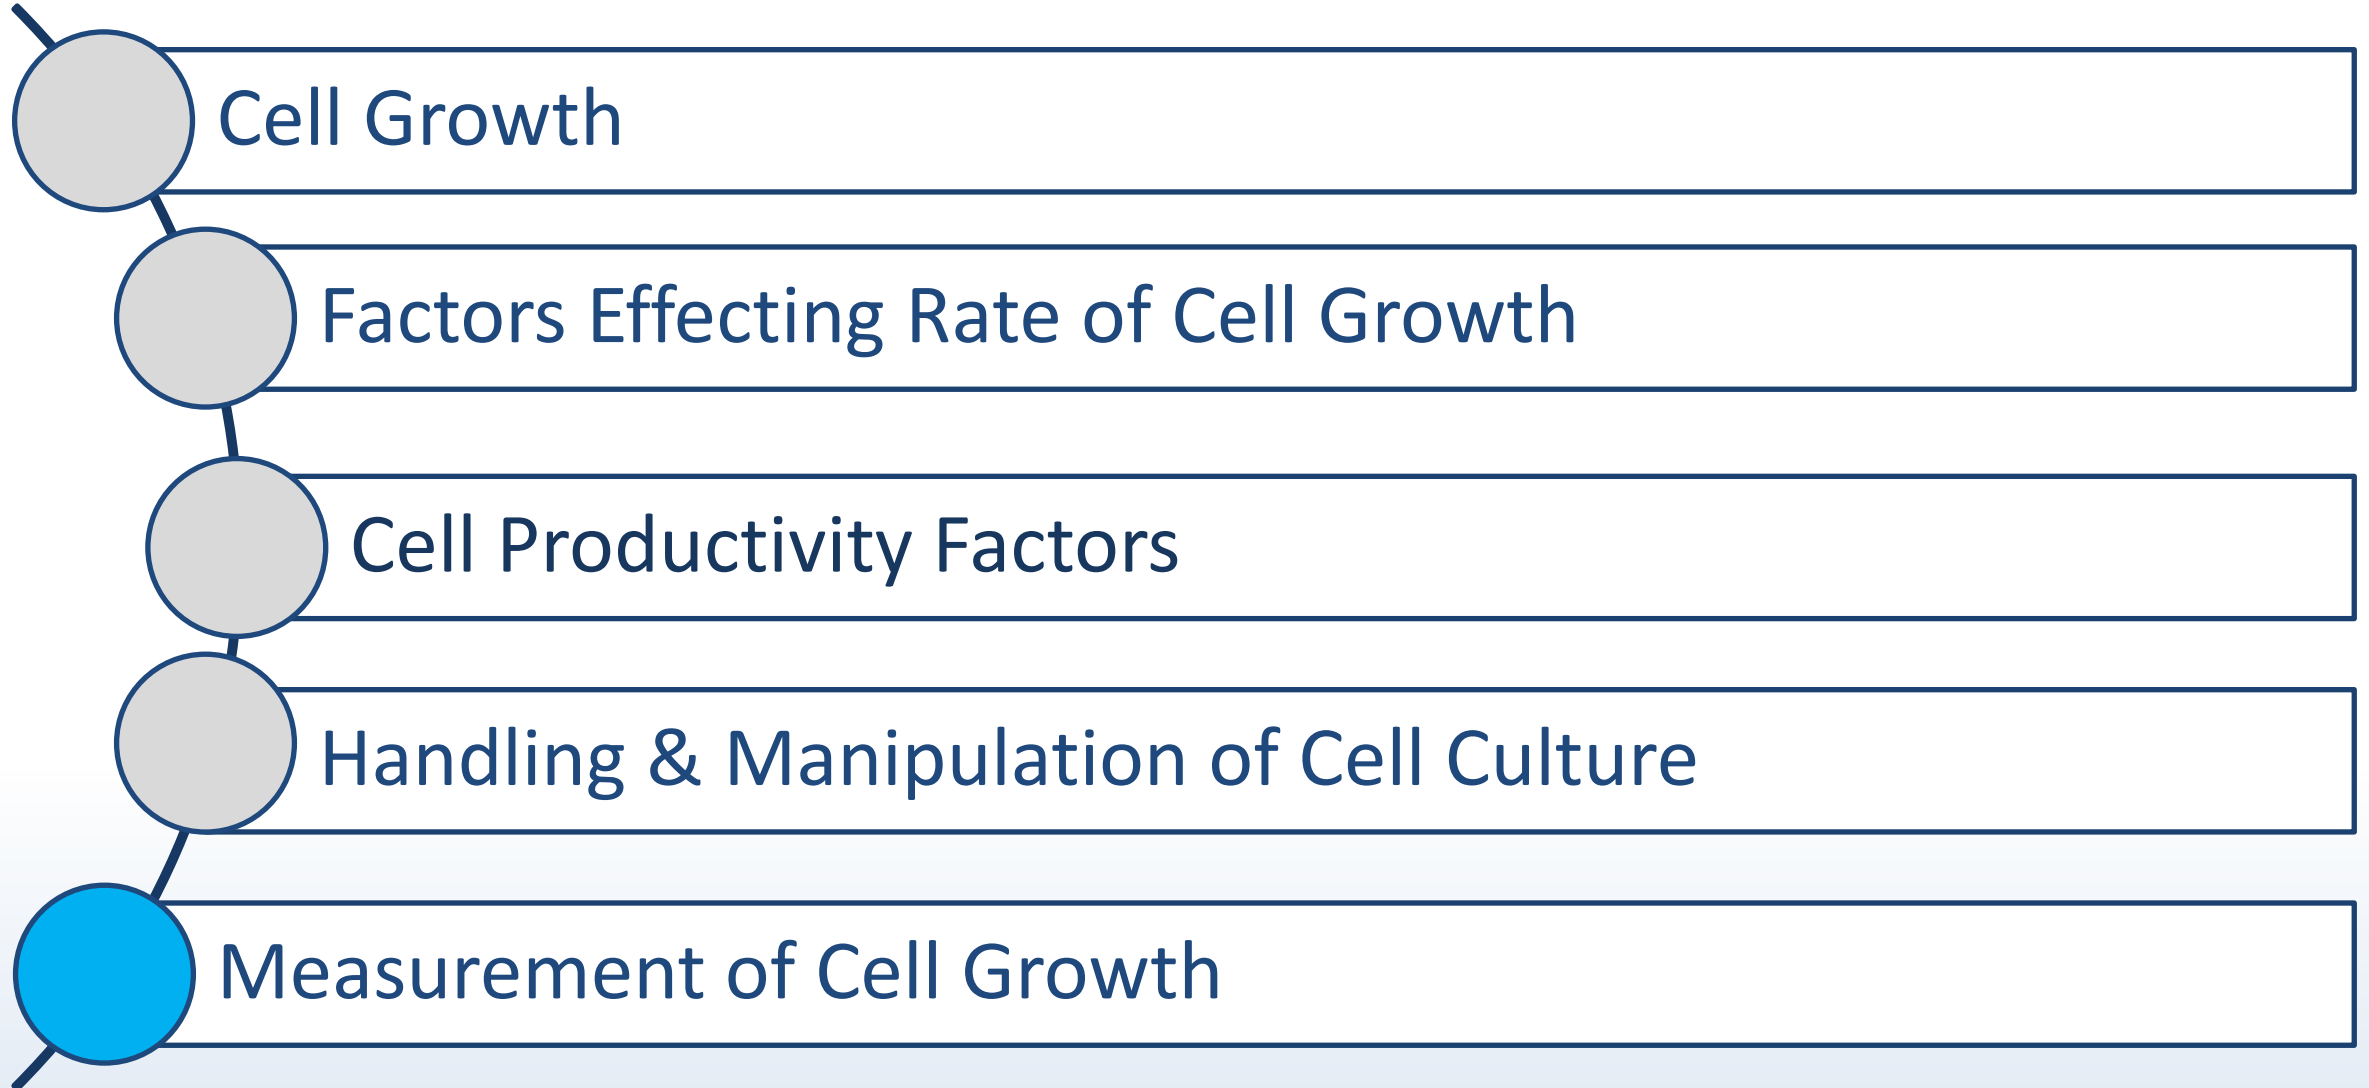 Cell Growth
Factors Effecting Rate of Cell Growth
Cell Productivity Factors
Handling & Manipulation of Cell Culture
Measurement of Cell Growth